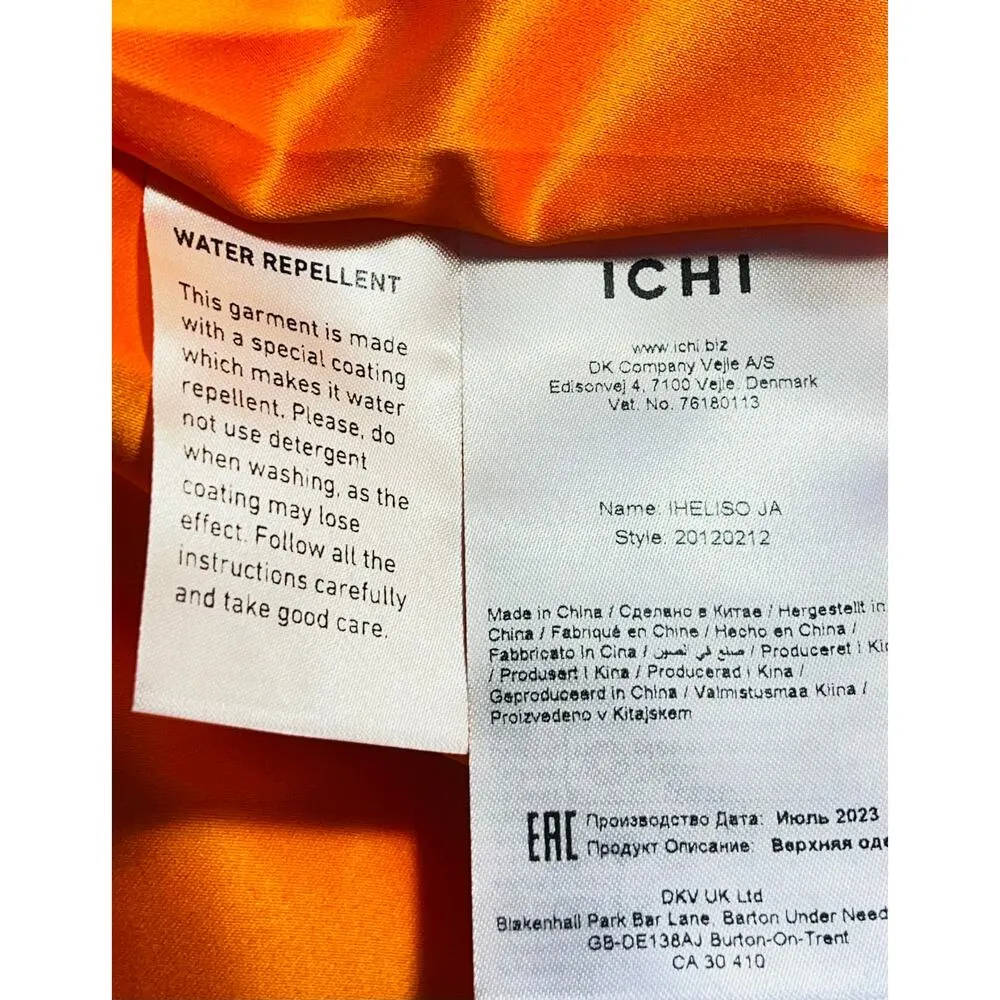 WATER REPELLENT
This garment is made
with a special coating
which makes it water
repellent. Please, do
not use detergent
when washing, as the
coating may lose
effect. Follow all the
instructions carefully
and take good care.
ICHI
www.ichi.biz
DK Company Vejle A/S
Edisonvej 4, 7100 Vejle, Denmark
Vat. No. 76180113
Name: IHELISO JA
Style: 20120212
Made in China / Сделано в Китае / Hergestellt in
China / Fabriqué en Chine / Hecho en China /
Fabbricato in Cina / صنع في / Produceret i
/ Produsert i Kina / Producerad i Kina /
Geproduceerd in China / Valmistusmaa Kiina /
Proizvedeno v Kitajskem
EAC Производство Дата: Июль 2023
Продукт Описание: Верхняя
DKV UK Ltd
Blakenhall Park Bar Lane, Barton Under Need
GB-DE138AJ Burton-On-Trent
CA 30 410